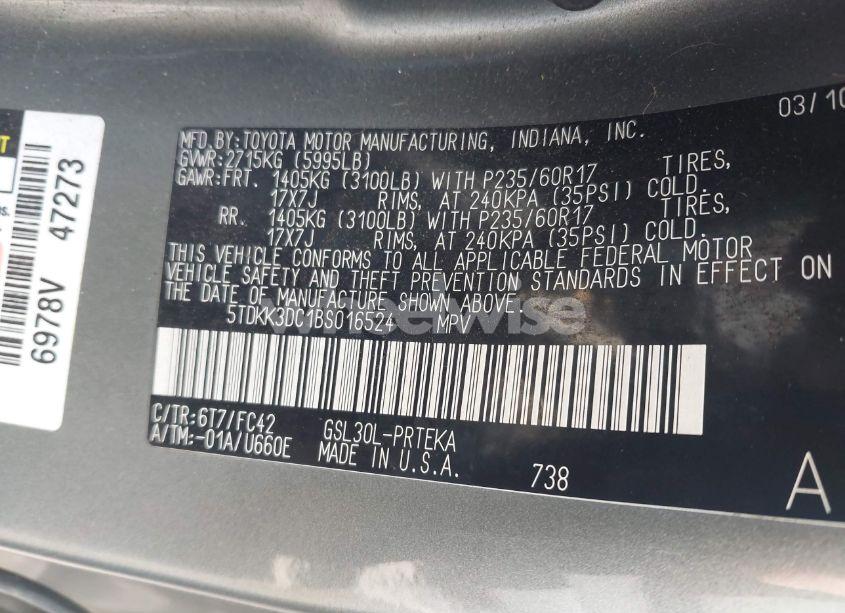 03/10
MFD.BY:TOYOTA MOTOR MANUFACTURING, INDIANA, INC.
GVWR:2715KG (5995LB)
GAWR:FRT. 1405KG (3100LB) WITH P235/60R17 TIRES,
17X7J RIMS, AT 240KPA (35PSI) COLD.
RR. 1405KG (3100LB) WITH P235/60R17 TIRES,
17X7J RIMS, AT 240KPA (35PSI) COLD.
THIS VEHICLE CONFORMS TO ALL APPLICABLE FEDERAL MOTOR
VEHICLE SAFETY AND THEFT PREVENTION STANDARDS IN EFFECT ON
THE DATE OF MANUFACTURE SHOWN ABOVE.
5TDKK3DC1BS016524 MPV
C/TR:6T7/FC42 GSL30L-PRTEKA
A/TM:-01A/U660E MADE IN U.S.A.
738
A
6978V 47273